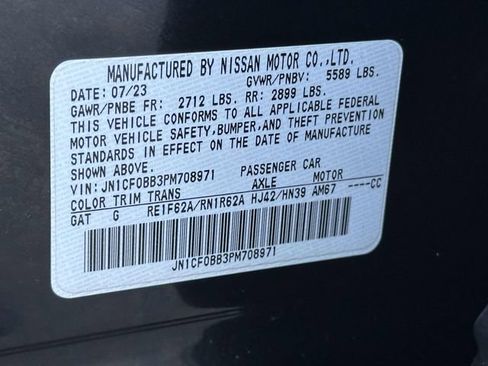 MANUFACTURED BY NISSAN MOTOR CO.,LTD.
DATE: 07/23 GVWR/PNBV: 5589 LBS.
GAWR/PNBE FR: 2712 LBS. RR: 2899 LBS.
THIS VEHICLE CONFORMS TO ALL APPLICABLE FEDERAL
MOTOR VEHICLE SAFETY,BUMPER,AND THEFT PREVENTION
STANDARDS IN EFFECT ON THE DATE OF MANUFACTURE
SHOWN ABOVE.
VIN: JN1CF0BB3PM708971 PASSENGER CAR
COLOR TRIM TRANS AXLE MOTOR
GAT G RE1F62A/RN1R62A HJ42/HN39 AM67 ----CC
JN1CF0BB3PM708971